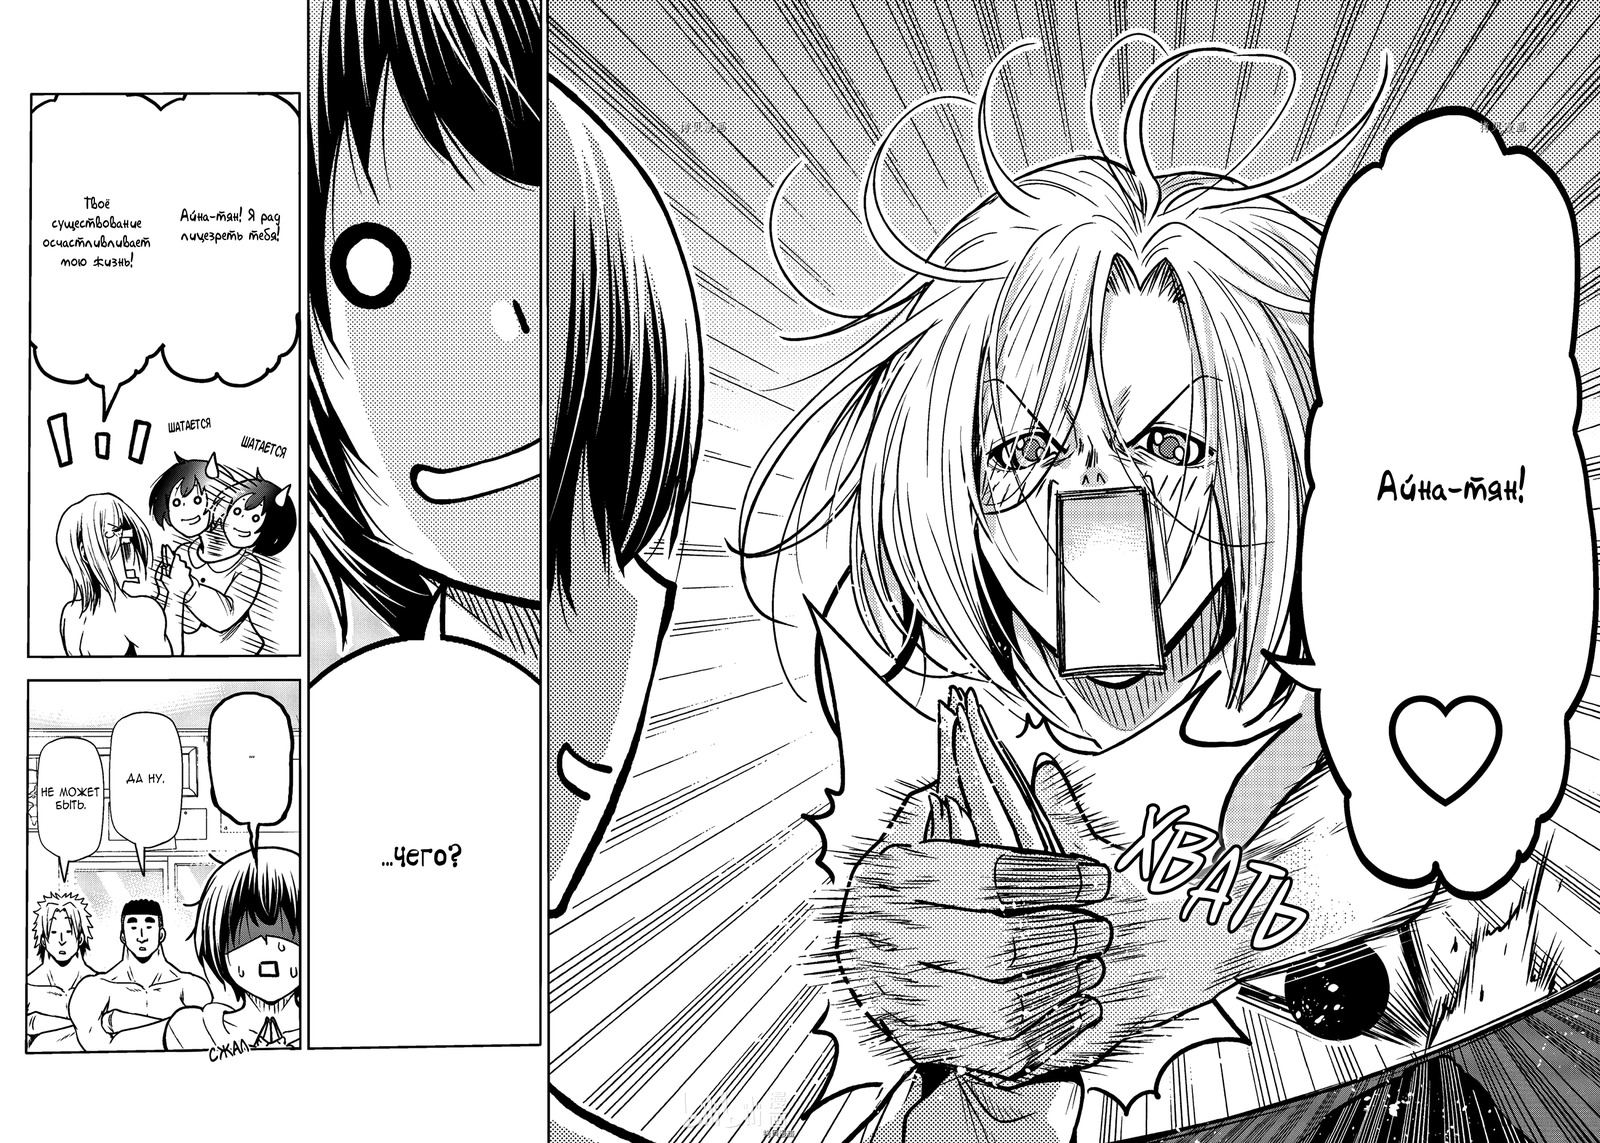 Айна-тян!
ХВАТЬ
...чего?
Айна-тян! Я рад
лицезреть тебя!
Твоё
существование
осчастливливает
мою жизнь!
ШАТАЕТСЯ
ШАТАЕТСЯ
...
ДА НУ.
НЕ МОЖЕТ
БЫТЬ.
СЖАЛ